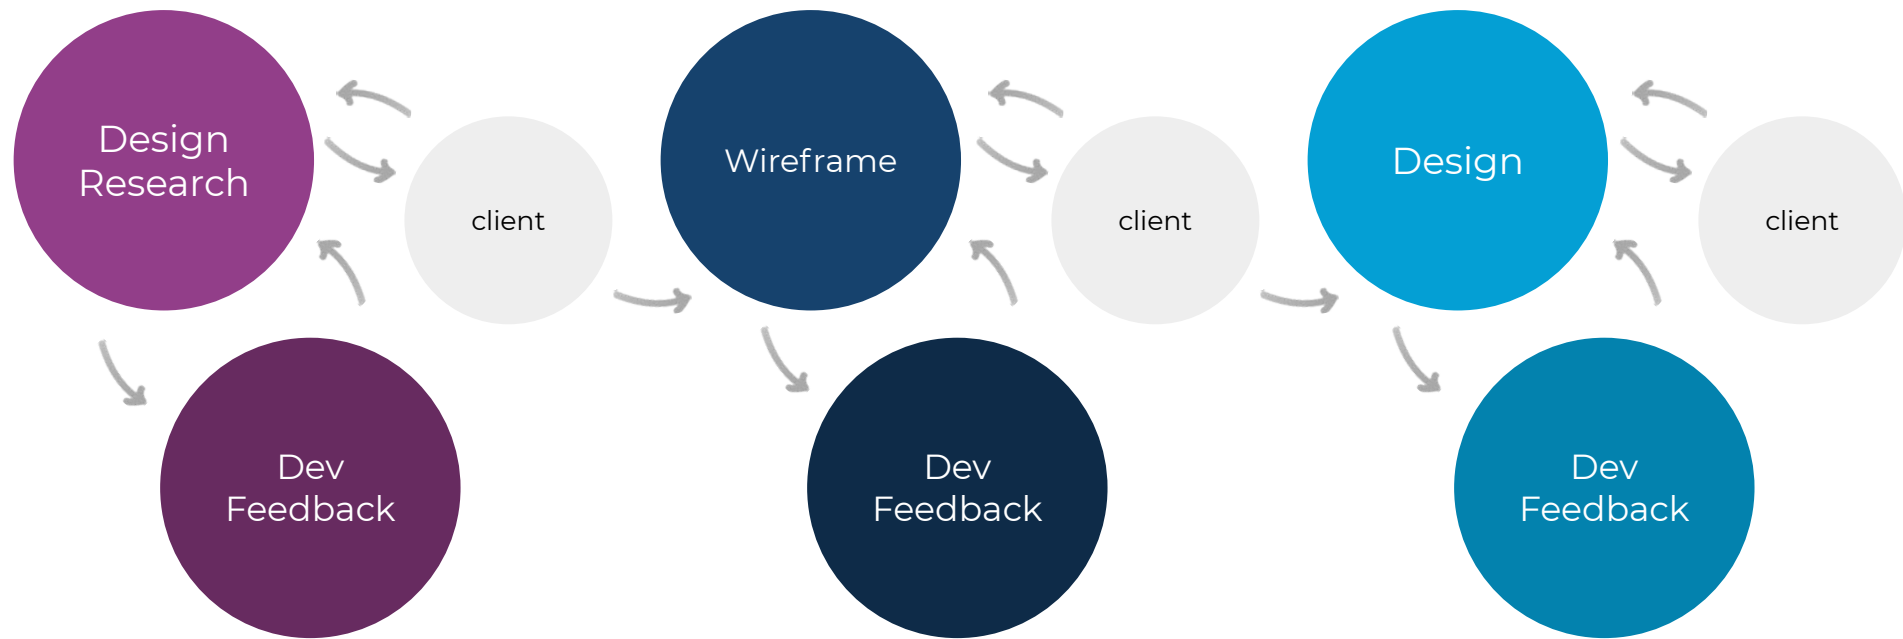 Design
Research
client
Dev
Feedback
Wireframe
client
Dev
Feedback
Design
client
Dev
Feedback